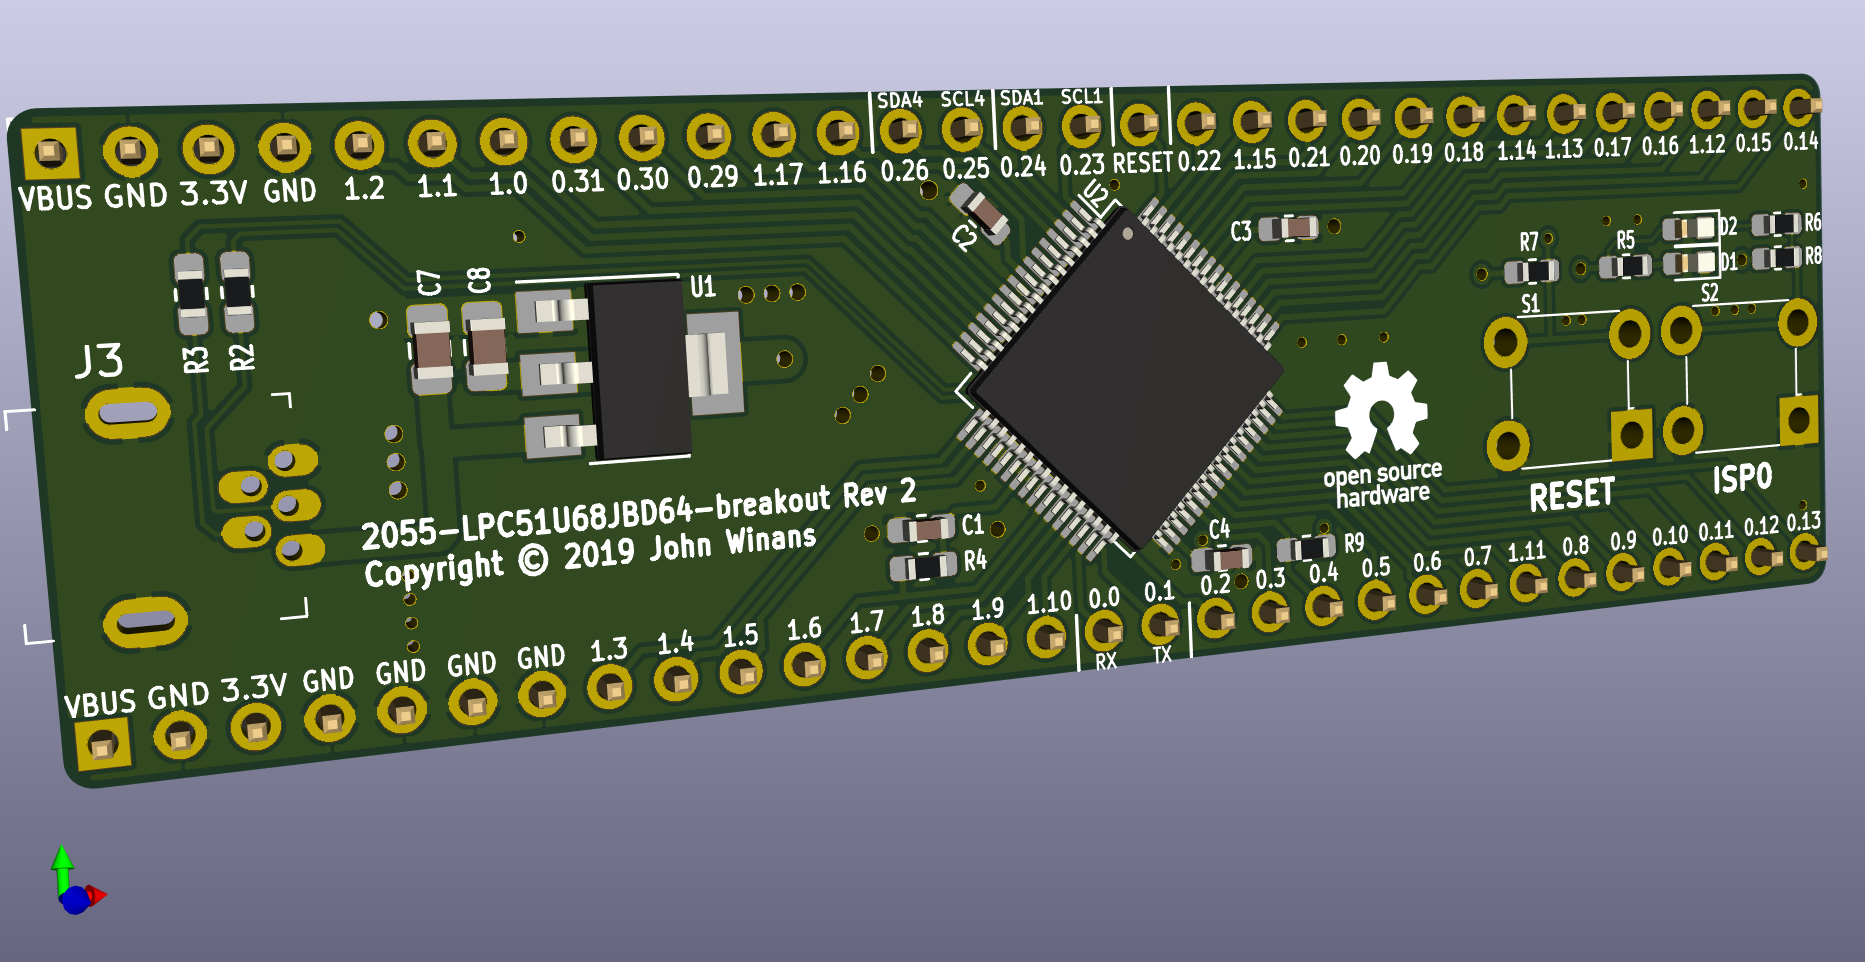 SDA4 SCL4 SDA1 SCL1
VBUS GND 3.3V GND 1.2 1.1 1.0 0.31 0.30 0.29 1.17 1.16 0.26 0.25 0.24 0.23 RESET 0.22 1.15 0.21 0.20 0.19 0.18 1.14 1.13 0.17 0.16 1.12 0.15 0.14
U2
C2
C3
R7
R5
D2
R6
D1
R8
C7
C8
U1
S1
S2
J3
R3
R2
open source
hardware
RESET
ISP0
2055-LPC51U68JBD64-breakout Rev 2
Copyright © 2019 John Winans
C1
R4
C4
R9
VBUS GND 3.3V GND GND GND GND 1.3 1.4 1.5 1.6 1.7 1.8 1.9 1.10 0.0 0.1 0.2 0.3 0.4 0.5 0.6 0.7 1.11 0.8 0.9 0.10 0.11 0.12 0.13
RX TX